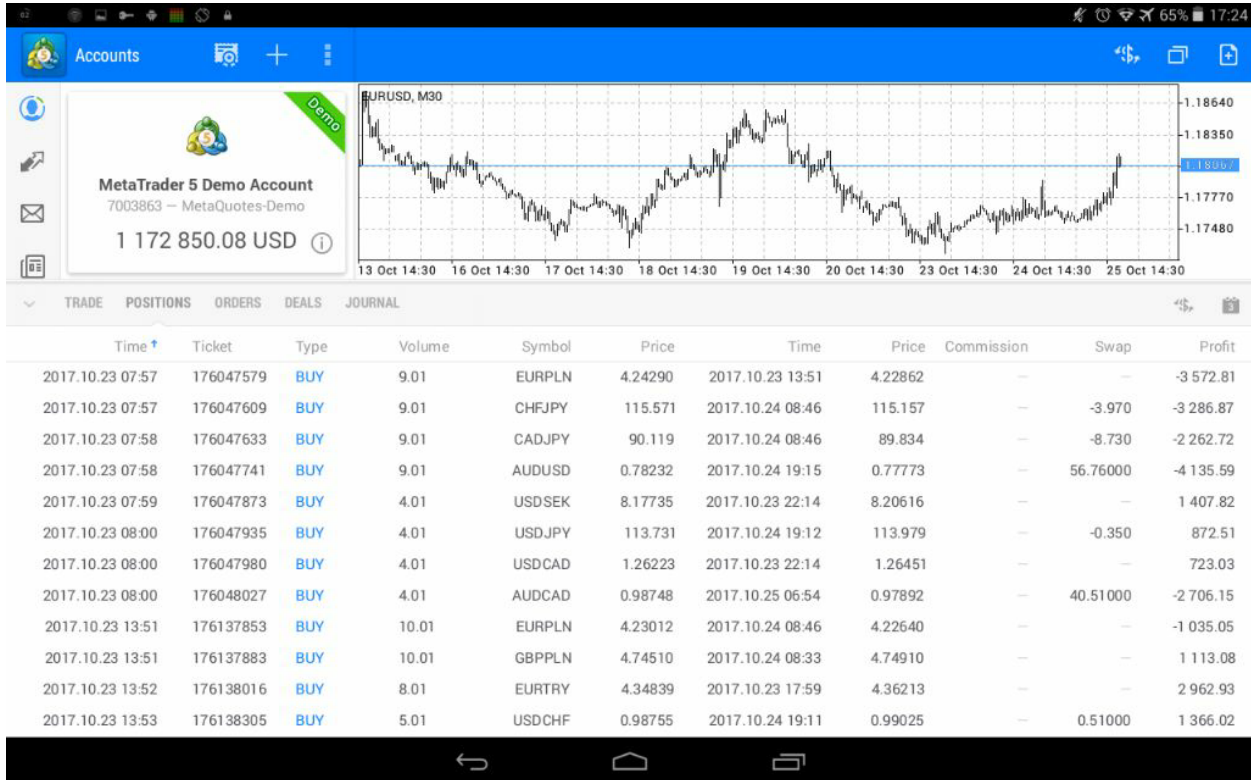 65% 17:24
Accounts
Demo
MetaTrader 5 Demo Account
7003863 — MetaQuotes-Demo
1 172 850.08 USD
EURUSD, M30
1.18640
1.18350
1.18067
1.17770
1.17480
13 Oct 14:30 16 Oct 14:30 17 Oct 14:30 18 Oct 14:30 19 Oct 14:30 20 Oct 14:30 23 Oct 14:30 24 Oct 14:30 25 Oct 14:30
TRADE POSITIONS ORDERS DEALS JOURNAL
Time Ticket Type Volume Symbol Price Time Price Commission Swap Profit
2017.10.23 07:57 176047579 BUY 9.01 EURPLN 4.24290 2017.10.23 13:51 4.22862 — — -3 572.81
2017.10.23 07:57 176047609 BUY 9.01 CHFJPY 115.571 2017.10.24 08:46 115.157 — -3.970 -3 286.87
2017.10.23 07:58 176047633 BUY 9.01 CADJPY 90.119 2017.10.24 08:46 89.834 — -8.730 -2 262.72
2017.10.23 07:58 176047741 BUY 9.01 AUDUSD 0.78232 2017.10.24 19:15 0.77773 — 56.76000 -4 135.59
2017.10.23 07:59 176047873 BUY 4.01 USDSEK 8.17735 2017.10.23 22:14 8.20616 — — 1 407.82
2017.10.23 08:00 176047935 BUY 4.01 USDJPY 113.731 2017.10.24 19:12 113.979 — -0.350 872.51
2017.10.23 08:00 176047980 BUY 4.01 USDCAD 1.26223 2017.10.23 22:14 1.26451 — — 723.03
2017.10.23 08:00 176048027 BUY 4.01 AUDCAD 0.98748 2017.10.25 06:54 0.97892 — 40.51000 -2 706.15
2017.10.23 13:51 176137853 BUY 10.01 EURPLN 4.23012 2017.10.24 08:46 4.22640 — — -1 035.05
2017.10.23 13:51 176137883 BUY 10.01 GBPPLN 4.74510 2017.10.24 08:33 4.74910 — — 1 113.08
2017.10.23 13:52 176138016 BUY 8.01 EURTRY 4.34839 2017.10.23 17:59 4.36213 — — 2 962.93
2017.10.23 13:53 176138305 BUY 5.01 USDCHF 0.98755 2017.10.24 19:11 0.99025 — 0.51000 1 366.02